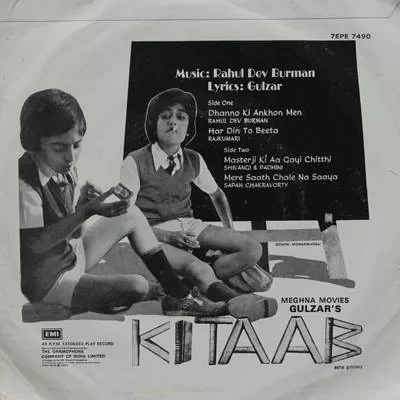 7EPE 7490
Music: Rahul Dev Burman
Lyrics: Gulzar
Side One
Dhanno Ki Ankhon Men
RAHUL DEV BURMAN
Har Din To Beeta
RAJKUMARI
Side Two
Masterji Ki Aa Gayi Chitthi
SHIVANGI & PADMINI
Mere Saath Chale Na Saaya
SAPAN CHAKRAVORTY
MEGHNA MOVIES
GULZAR'S
KITAAB
EMI
45 R.P.M. EXTENDED PLAY RECORD
THE GRAMOPHONE
COMPANY OF INDIA LIMITED